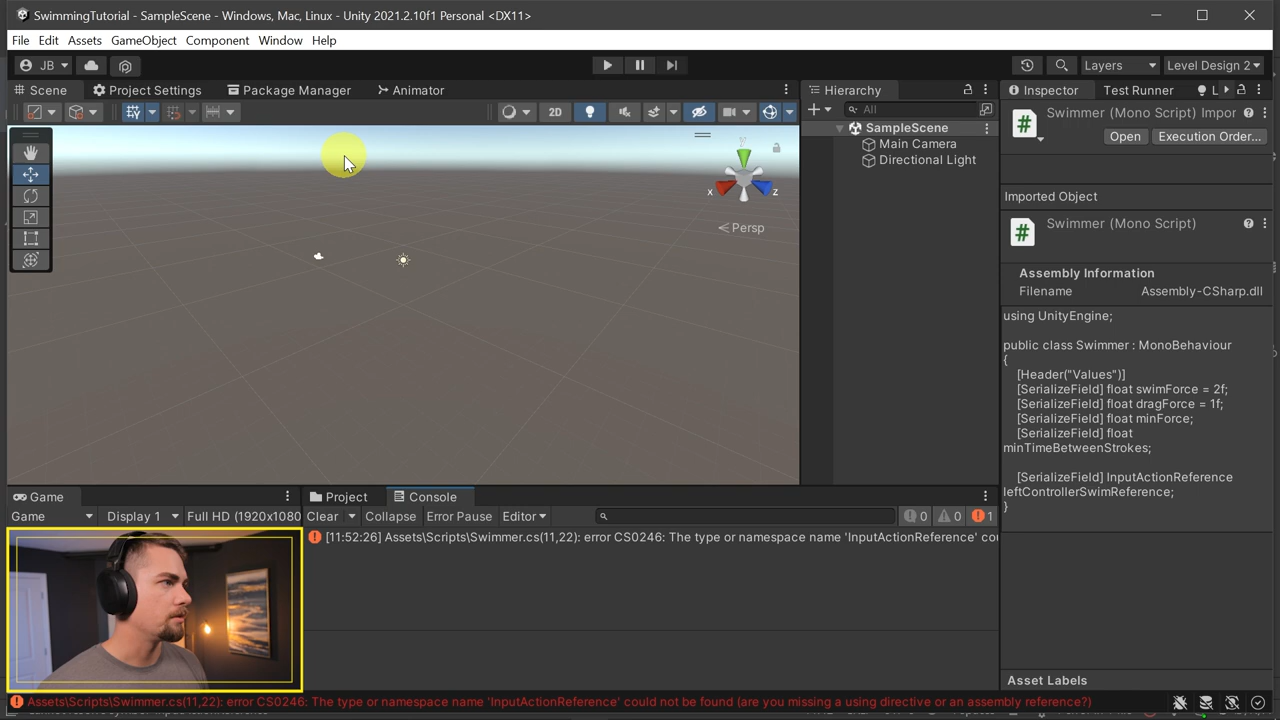 SwimmingTutorial - SampleScene - Windows, Mac, Linux - Unity 2021.2.10f1 Personal <DX11>
File Edit Assets GameObject Component Window Help
JB Layers Level Design 2
Scene Project Settings Package Manager Animator Hierarchy Inspector Test Runner L
2D All
SampleScene
Main Camera
Directional Light
y
x z
Persp
Swimmer (Mono Script) Impor
Open Execution Order...
Imported Object
Swimmer (Mono Script)
Assembly Information
Filename Assembly-CSharp.dll
using UnityEngine;
public class Swimmer : MonoBehaviour
{
[Header("Values")]
[SerializeField] float swimForce = 2f;
[SerializeField] float dragForce = 1f;
[SerializeField] float minForce;
[SerializeField] float
minTimeBetweenStrokes;
[SerializeField] InputActionReference
leftControllerSwimReference;
}
Game Project Console
Game Display 1 Full HD (1920x1080 Clear Collapse Error Pause Editor 0 0 1
[11:52:26] Assets\Scripts\Swimmer.cs(11,22): error CS0246: The type or namespace name 'InputActionReference' cou
Asset Labels
Assets\Scripts\Swimmer.cs(11,22): error CS0246: The type or namespace name 'InputActionReference' could not be found (are you missing a using directive or an assembly reference?)